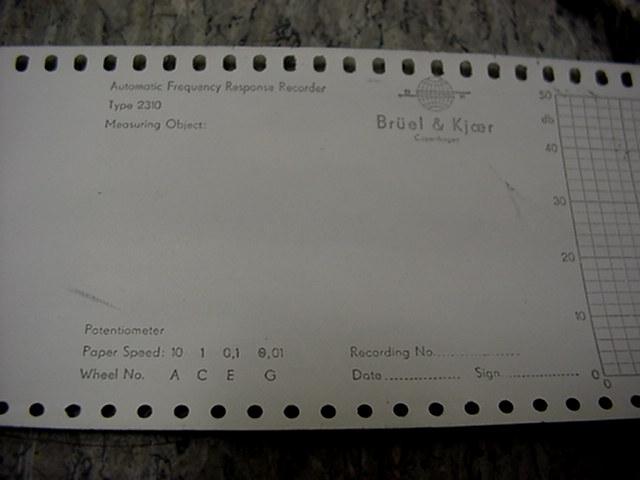 Automatic Frequency Response Recorder
Type 2310
Measuring Object:
Brüel & Kjær
Copenhagen
50
db
40
30
20
10
0
0
Potentiometer
Paper Speed: 10 1 0,1 0,01
Wheel No. A C E G
Recording No.
Date Sign.